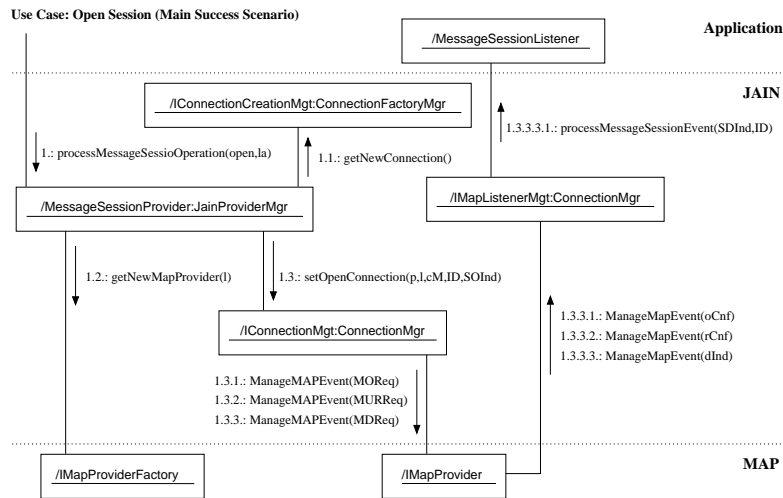 Use Case: Open Session (Main Success Scenario)
/MessageSessionListener
Application
JAIN
/IConnectionCreationMgt:ConnectionFactoryMgr
1.3.3.3.1.: processMessageSessionEvent(SDInd,ID)
1.: processMessageSessioOperation(open,la)
1.1.: getNewConnection()
/MessageSessionProvider:JainProviderMgr
/IMapListenerMgt:ConnectionMgr
1.2.: getNewMapProvider(l)
1.3.: setOpenConnection(p,l,cM,ID,SOInd)
/IConnectionMgt:ConnectionMgr
1.3.3.1.: ManageMapEvent(oCnf)
1.3.3.2.: ManageMapEvent(rCnf)
1.3.3.3.: ManageMapEvent(dInd)
1.3.1.: ManageMAPEvent(MOReq)
1.3.2.: ManageMAPEvent(MURReq)
1.3.3.: ManageMAPEvent(MDReq)
MAP
/IMapProviderFactory
/IMapProvider